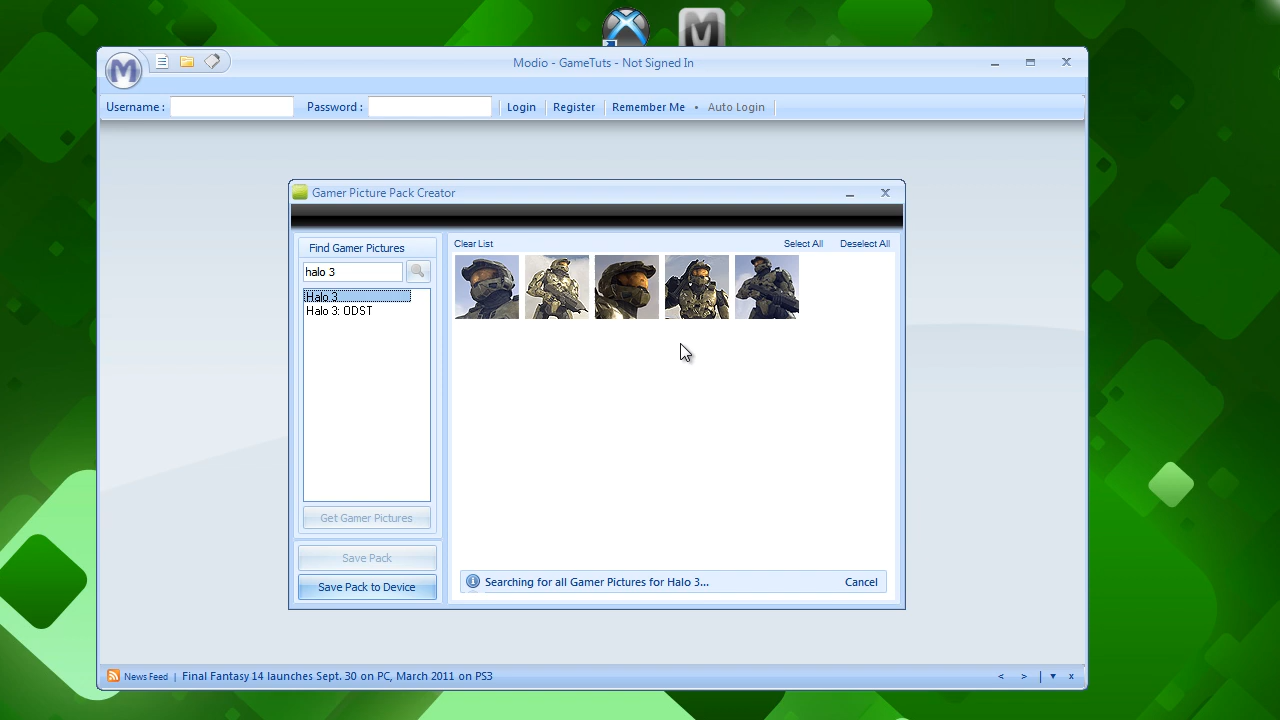 Modio - GameTuts - Not Signed In
Username :
Password :
Login
Register
Remember Me • Auto Login
Gamer Picture Pack Creator
Find Gamer Pictures
halo 3
Halo 3
Halo 3: ODST
Get Gamer Pictures
Save Pack
Save Pack to Device
Clear List
Select All
Deselect All
Searching for all Gamer Pictures for Halo 3...
Cancel
News Feed | Final Fantasy 14 launches Sept. 30 on PC, March 2011 on PS3